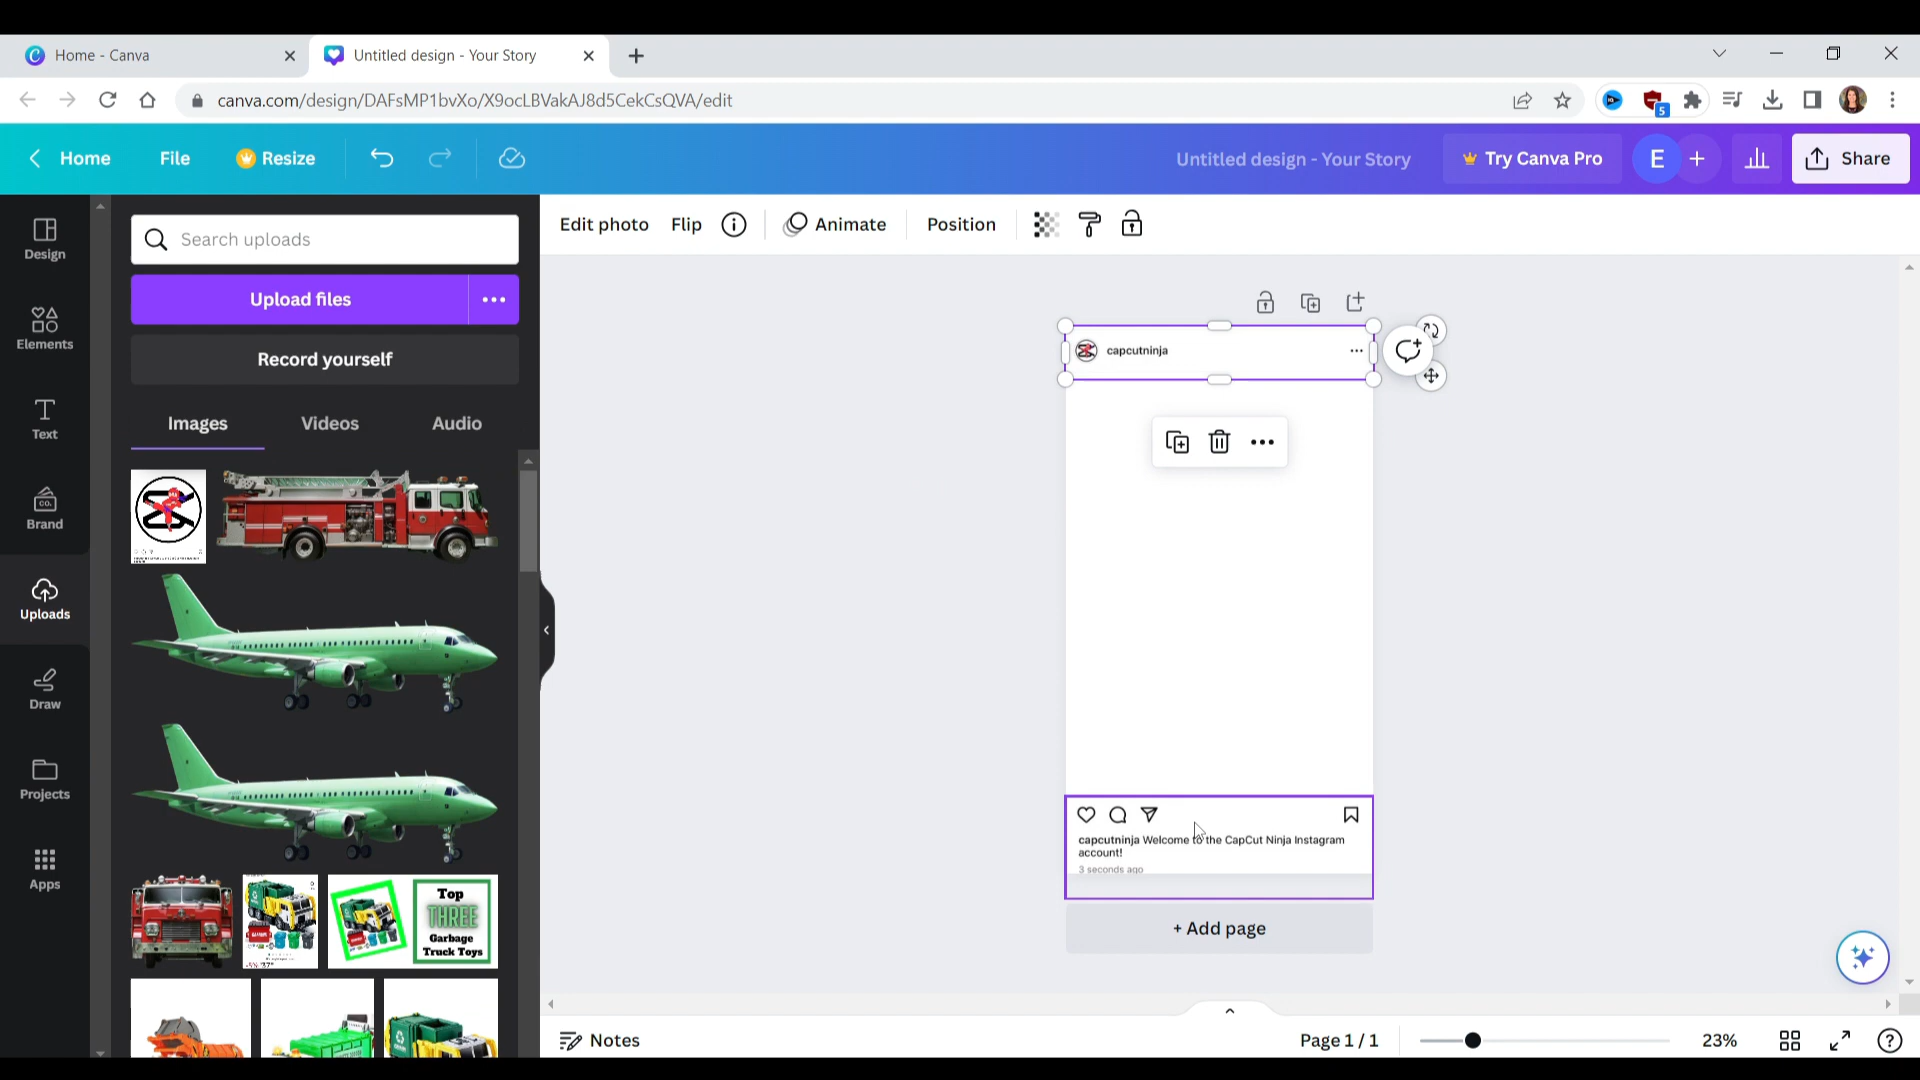 Home - Canva
Untitled design - Your Story
canva.com/design/DAFsMP1bvXo/X9ocLBVakAJ8d5CekCsQVA/edit
5
Home
File
Resize
Untitled design - Your Story
Try Canva Pro
E
Share
Design
Elements
Text
CO.
Brand
Uploads
Draw
Projects
Apps
Search uploads
Upload files
Record yourself
Images
Videos
Audio
Top
THREE
Garbage
Truck Toys
Edit photo
Flip
Animate
Position
capcutninja
capcutninja Welcome to the CapCut Ninja Instagram
account!
3 seconds ago
+ Add page
Notes
Page 1 / 1
23%